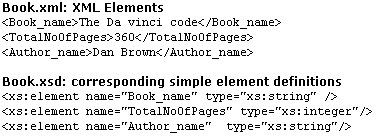 Book.xml: XML Elements
<Book_name>The Da vinci code</Book_name>
<TotalNoOfPages>360</TotalNoOfPages>
<Author_name>Dan Brown</Author_name>
Book.xsd: corresponding simple element definitions
<xs:element name="Book_name" type="xs:string" />
<xs:element name="TotalNoOfPages" type="xs:integer"/>
<xs:element name="Author_name"  type="xs:string"/>